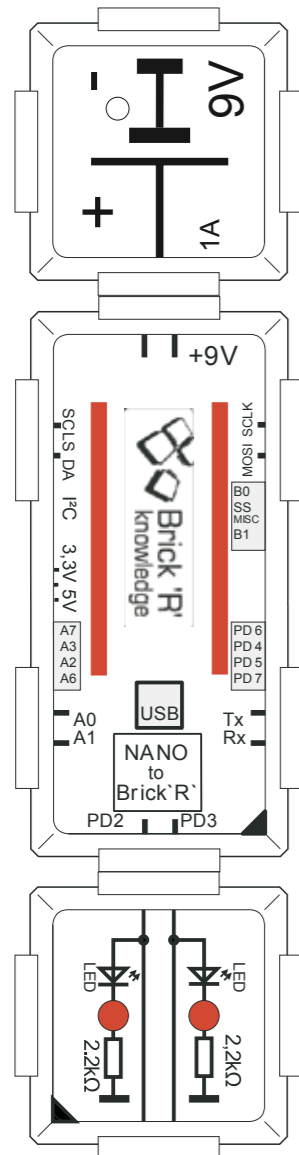 -
+
9V
1A
+9V
SCLS DA
I²C
3,3V 5V
MOSI SCLK
B0
SS
MISC
B1
Brick 'R'
knowledge
A7
A3
A2
A6
PD6
PD4
PD5
PD7
A0
A1
USB
Tx
Rx
NANO
to
Brick`R`
PD2
PD3
LED
LED
2.2kΩ
2,2kΩ